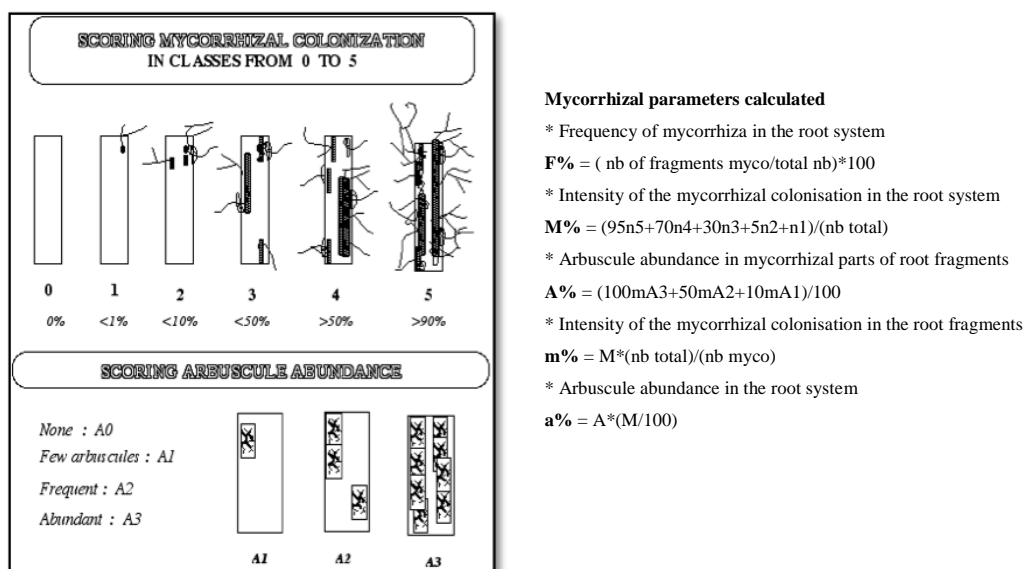 SCORING MYCORRHIZAL COLONIZATION
IN CLASSES FROM 0 TO 5
0 1 2 3 4 5
0% <1% <10% <50% >50% >90%
SCORING ARBUSCULE ABUNDANCE
None : A0
Few arbuscules : A1
Frequent : A2
Abundant : A3
A1 A2 A3
Mycorrhizal parameters calculated
* Frequency of mycorrhiza in the root system
F% = ( nb of fragments myco/total nb)*100
* Intensity of the mycorrhizal colonisation in the root system
M% = (95n5+70n4+30n3+5n2+n1)/(nb total)
* Arbuscule abundance in mycorrhizal parts of root fragments
A% = (100mA3+50mA2+10mA1)/100
* Intensity of the mycorrhizal colonisation in the root fragments
m% = M*(nb total)/(nb myco)
* Arbuscule abundance in the root system
a% = A*(M/100)